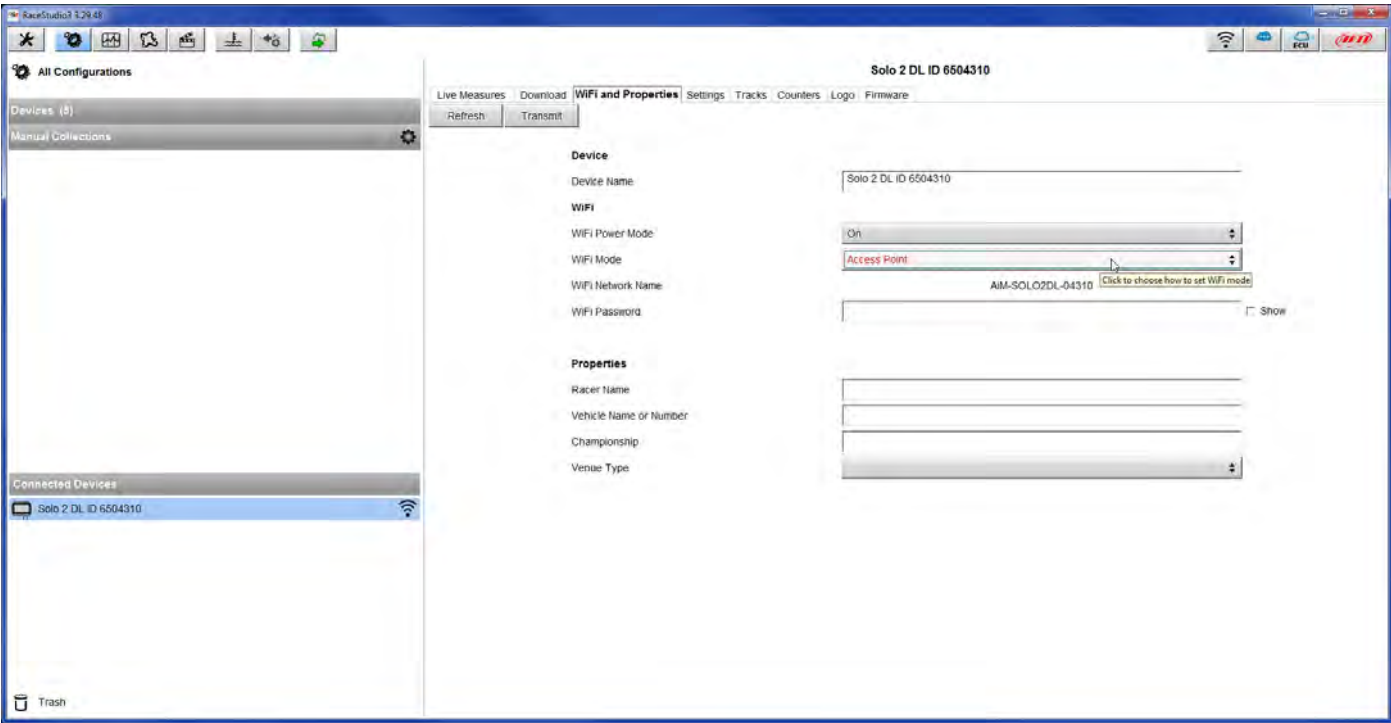 RaceStudio3 3.29.48
ECU
AiM
All Configurations
Solo 2 DL ID 6504310
Live Measures Download WiFi and Properties Settings Tracks Counters Logo Firmware
Devices (5)
Refresh Transmit
Manual Collections
Device
Device Name Solo 2 DL ID 6504310
WiFi
WiFi Power Mode On
WiFi Mode Access Point
Click to choose how to set WiFi mode
WiFi Network Name AiM-SOLO2DL-04310
WiFi Password Show
Properties
Racer Name
Vehicle Name or Number
Championship
Venue Type
Connected Devices
Solo 2 DL ID 6504310
Trash